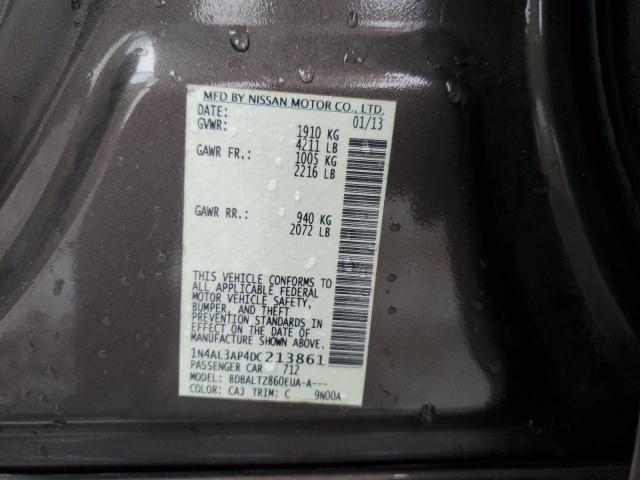 MFD BY NISSAN MOTOR CO., LTD.
DATE: 01/13
GVWR: 1910 KG
4211 LB
GAWR FR.: 1005 KG
2216 LB
GAWR RR.: 940 KG
2072 LB
THIS VEHICLE CONFORMS TO
ALL APPLICABLE FEDERAL
MOTOR VEHICLE SAFETY,
BUMPER, AND THEFT
PREVENTION STANDARDS IN
EFFECT ON THE DATE OF
MANUFACTURE SHOWN ABOVE.
1N4AL3AP4DC213861
PASSENGER CAR 712
MODEL: BDBALTZ860EUA-A---
COLOR: CAJ TRIM: C 9N00A